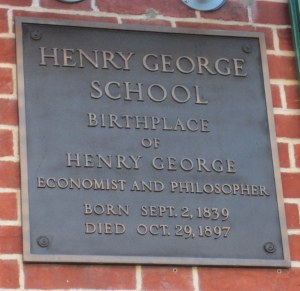 HENRY GEORGE
SCHOOL
BIRTHPLACE
OF
HENRY GEORGE
ECONOMIST AND PHILOSOPHER
BORN SEPT. 2, 1839
DIED OCT. 29, 1897